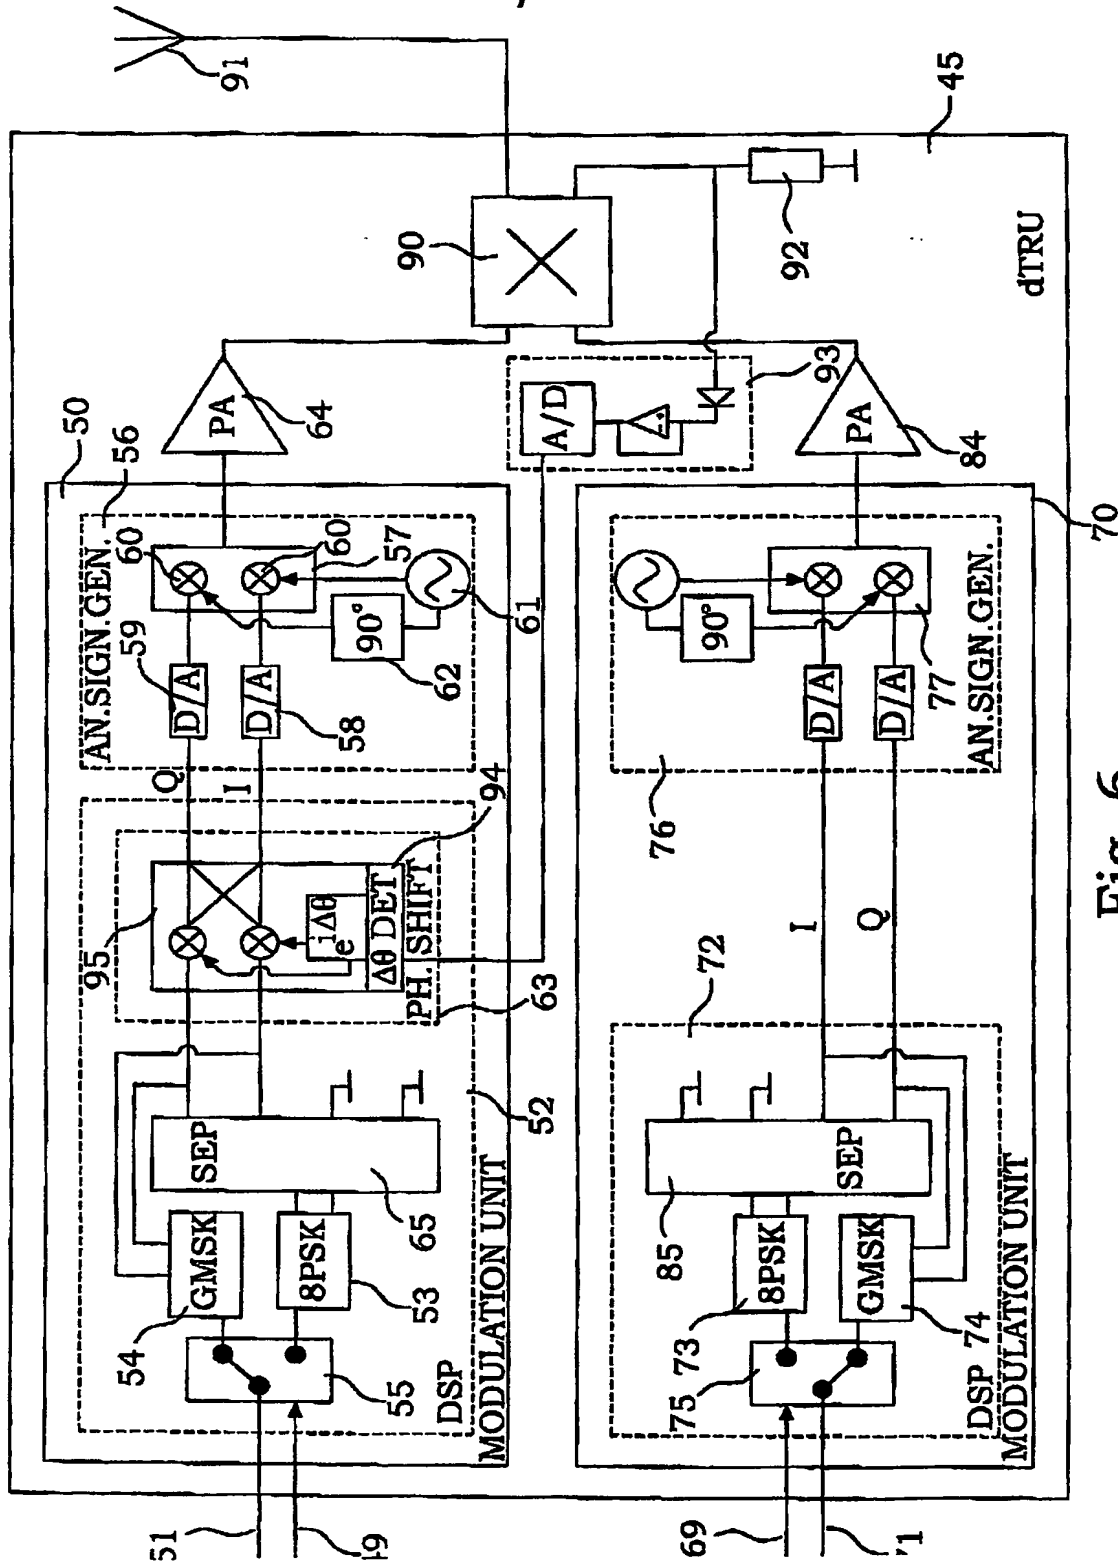 91
45
90
92
dTRU
50
56
64
PA
A/D
93
PA
84
70
AN.SIGN.GEN.
60
60
57
59
D/A
D/A
58
90°
62
61
Q
I
95
94
e iΔθ
Δθ DET
PH. SHIFT
63
52
SEP
65
GMSK
8PSK
54
53
55
DSP
MODULATION UNIT
51
49
76
90°
D/A
D/A
77
AN.SIGN.GEN.
I
Q
72
SEP
85
8PSK
GMSK
73
74
75
DSP
MODULATION UNIT
69
71
Fig. 6